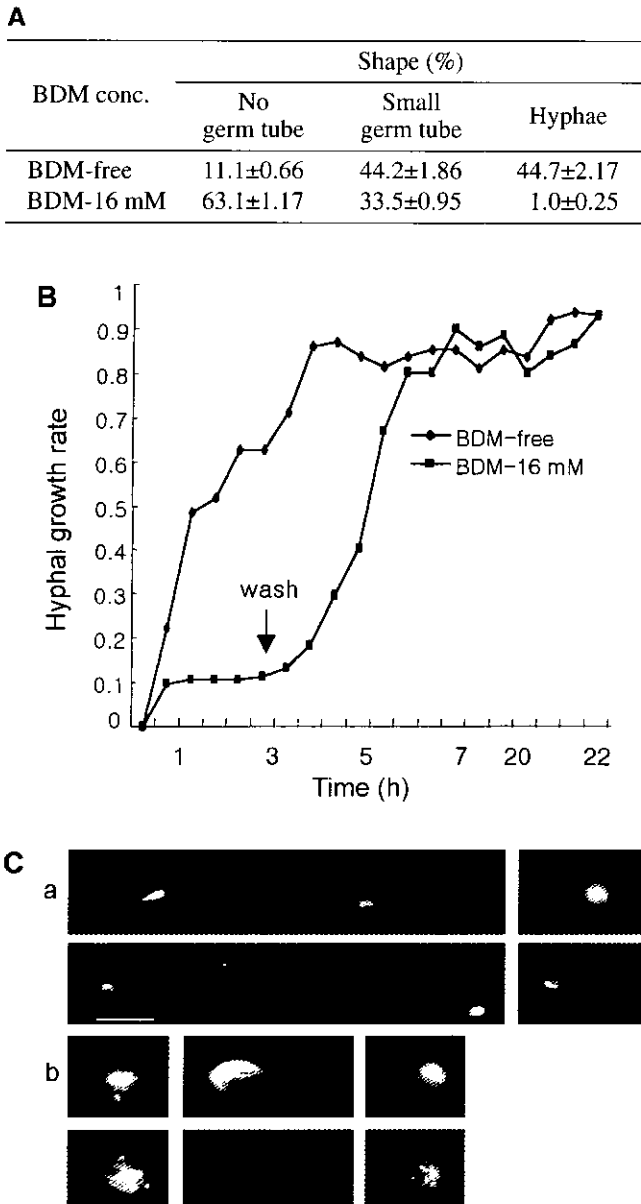 A
BDM conc.
Shape (%)
No germ tube
Small germ tube
Hyphae
BDM-free 11.1±0.66 44.2±1.86 44.7±2.17
BDM-16 mM 63.1±1.17 33.5±0.95 1.0±0.25
B
Hyphal growth rate
1
0.9
0.8
0.7
0.6
0.5
0.4
0.3
0.2
0.1
0
BDM-free
BDM-16 mM
wash
1 3 5 7 20 22
Time (h)
C
a
b